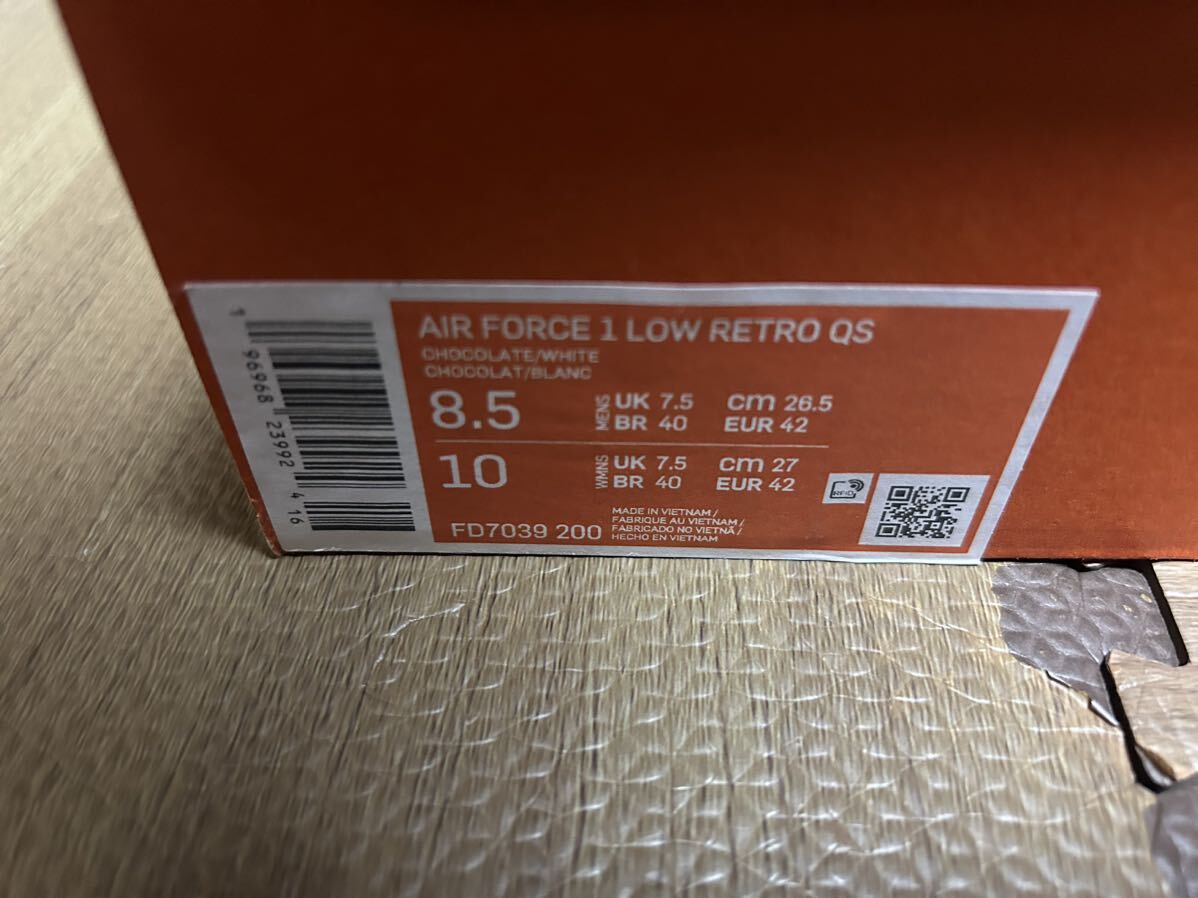 AIR FORCE 1 LOW RETRO QS
CHOCOLATE/WHITE
CHOCOLAT/BLANC
8.5 MENS UK 7.5 cm 26.5
BR 40 EUR 42
10 WMNS UK 7.5 cm 27
BR 40 EUR 42
RFID
FD7039 200
MADE IN VIETNAM /
FABRIQUE AU VIETNAM /
FABRICADO NO VIETNÃ /
HECHO EN VIETNAM
1 96968 23992 4 16